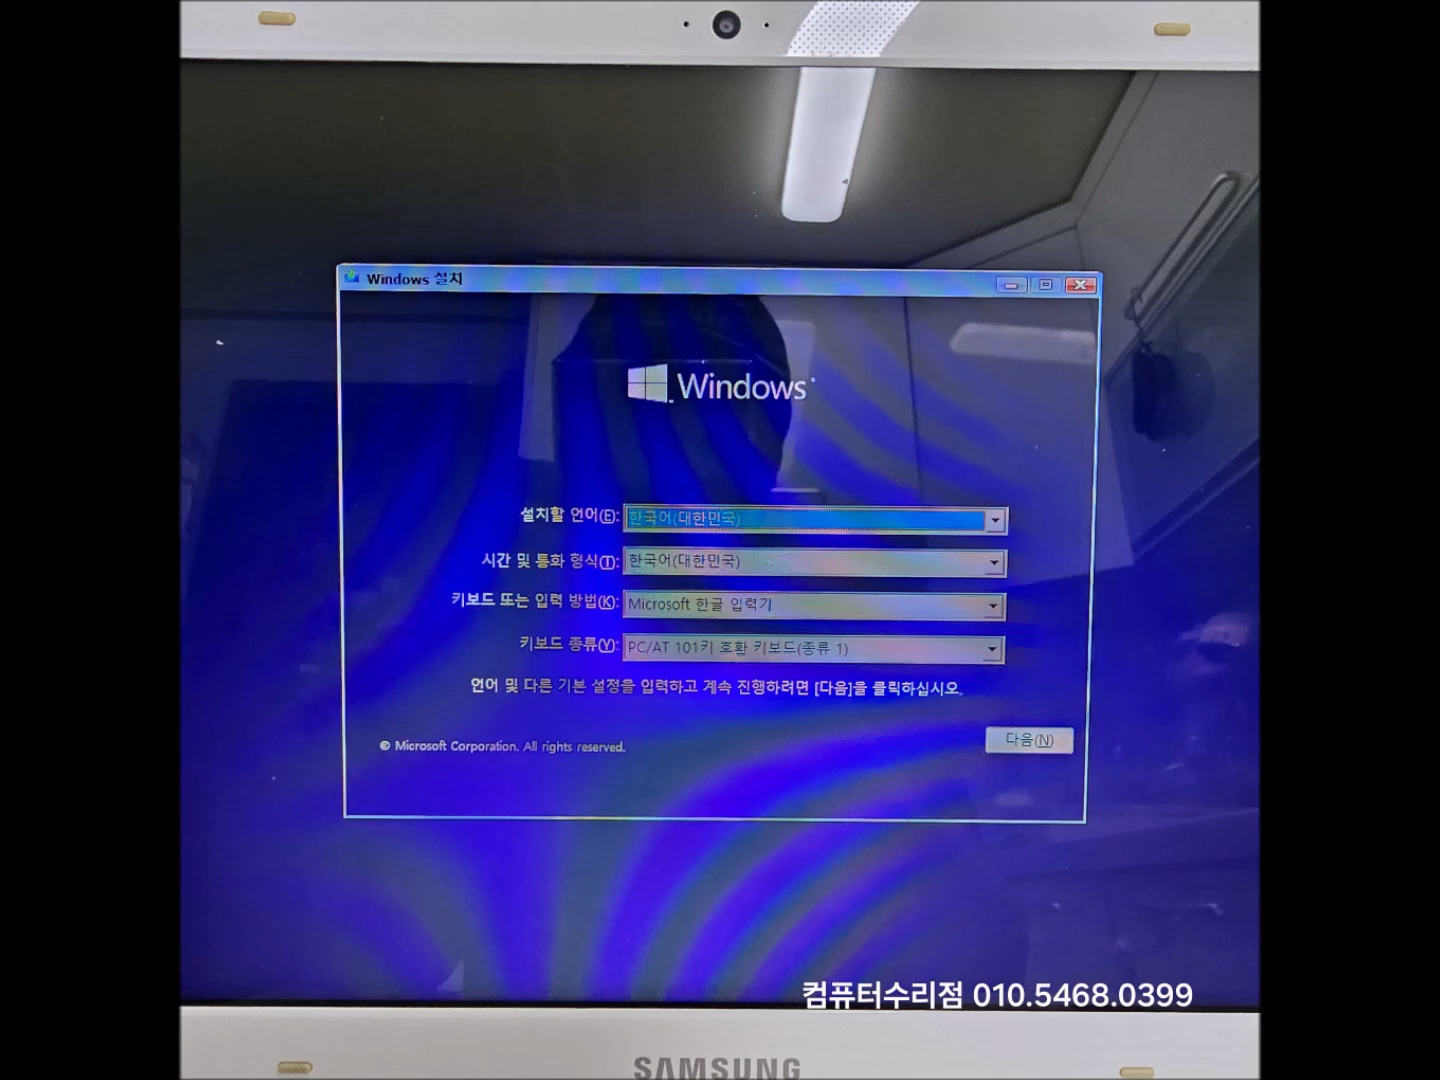 Windows 설치
Windows
설치할 언어(E): 한국어(대한민국)
시간 및 통화 형식(T): 한국어(대한민국)
키보드 또는 입력 방법(K): Microsoft 한글 입력기
키보드 종류(Y): PC/AT 101키 호환 키보드(종류 1)
언어 및 다른 기본 설정을 입력하고 계속 진행하려면 [다음]을 클릭하십시오.
© Microsoft Corporation. All rights reserved.
다음(N)
컴퓨터수리점 010.5468.0399
SAMSUNG